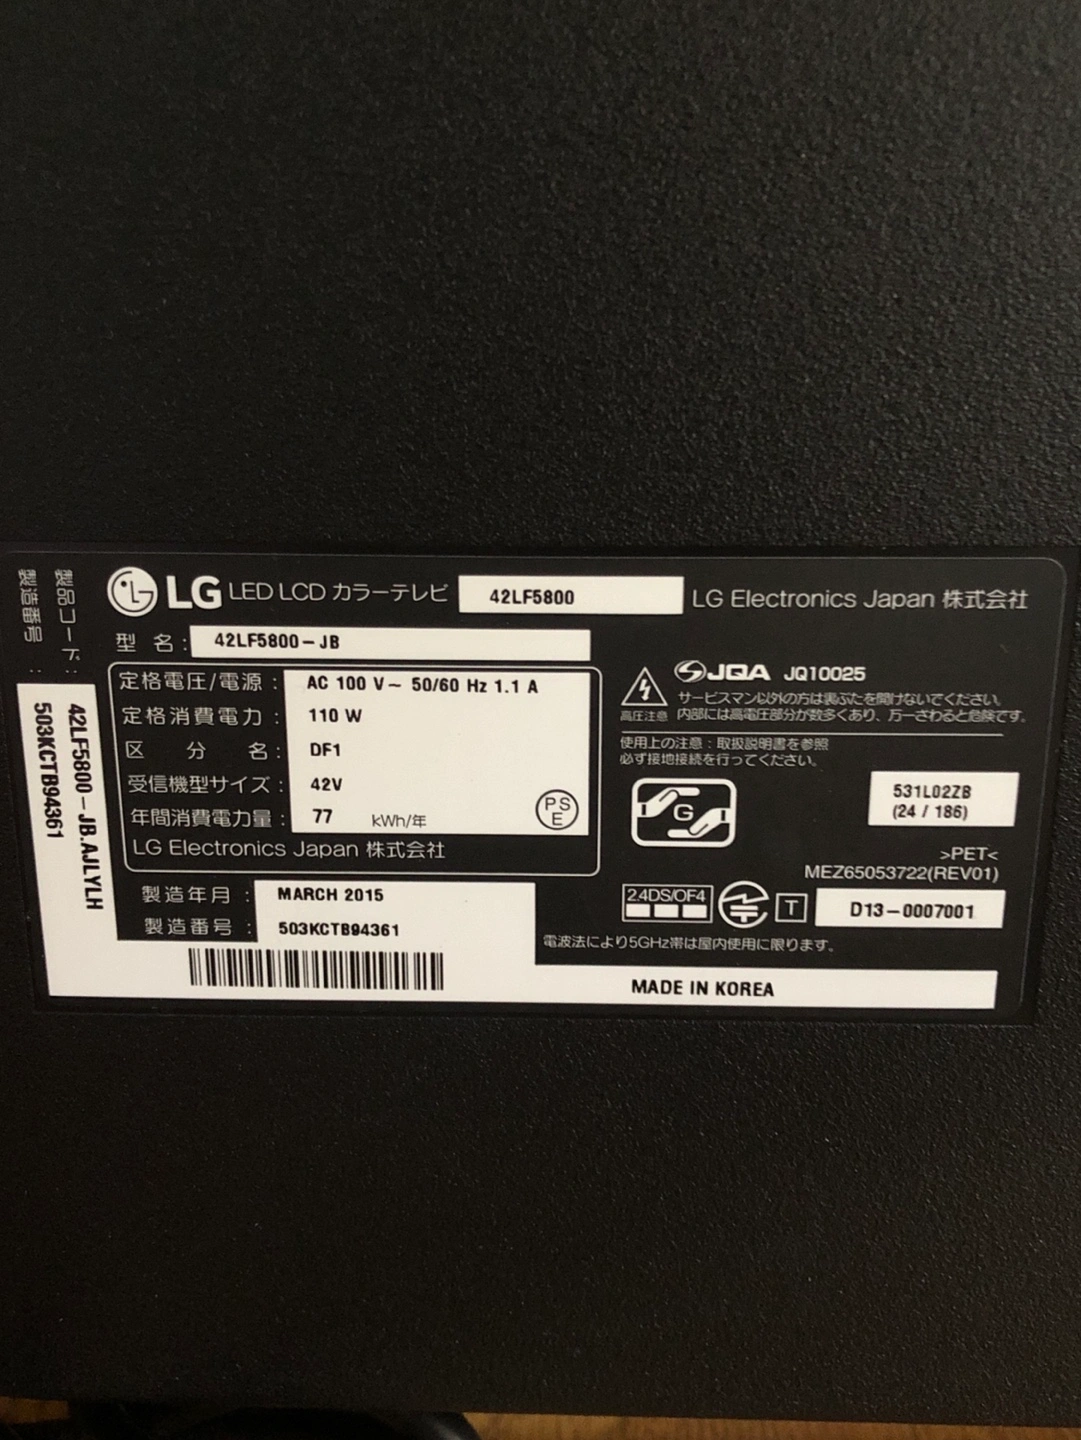 LG LED LCD カラーテレビ 42LF5800 LG Electronics Japan 株式会社
型 名 : 42LF5800-JB
定格電圧/電源 : AC 100 V~ 50/60 Hz 1.1 A
定格消費電力 : 110 W
区 分 名 : DF1
受信機型サイズ : 42V
年間消費電力量 : 77 kWh/年
PS
E
LG Electronics Japan 株式会社
製造年月 : MARCH 2015
製造番号 : 503KCTB94361
製品コード : 42LF5800-JB.AJLYLH
製造番号 : 503KCTB94361
JQA JQ10025
高圧注意
サービスマン以外の方は裏ぶたを開けないでください。
内部には高電圧部分が数多くあり、万一さわると危険です。
使用上の注意 : 取扱説明書を参照
必ず接地接続を行ってください。
G
531L02ZB
(24 / 186)
>PET<
MEZ65053722(REV01)
2.4DS/OF4
T D13-0007001
電波法により5GHz帯は屋内使用に限ります。
MADE IN KOREA